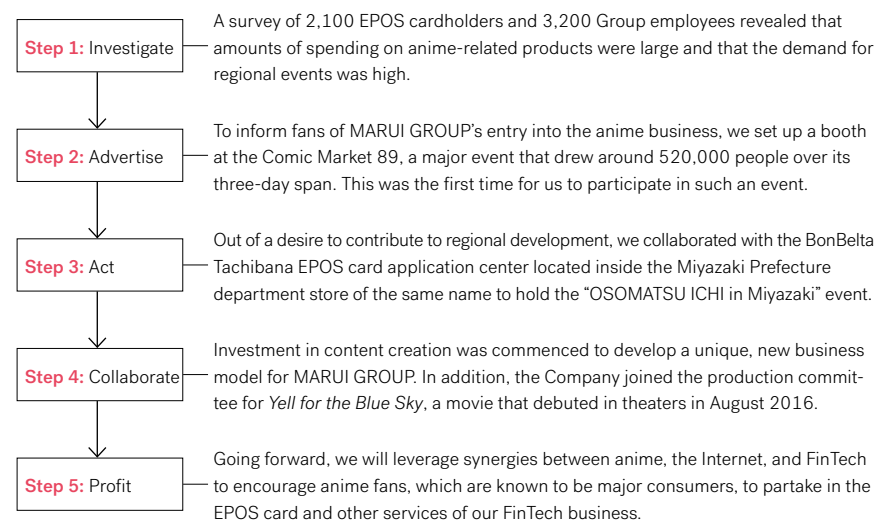 A survey of 2,100 EPOS cardholders and 3,200 Group employees revealed that
Step 1: Investigate
amounts of spending on anime-related products were large and that the demand for
regional events was high.
To inform fans of MARUI GROUP's entry into the anime business, we set up a booth
Step 2: Advertise
at the Comic Market 89, a major event that drew around 520,000 people over its
three-day span. This was the first time for us to participate in such an event.
Out of a desire to contribute to regional development, we collaborated with the BonBelta
Step 3: Act
Tachibana EPOS card application center located inside the Miyazaki Prefecture
department store of the same name to hold the “OSOMATSU ICHI in Miyazaki” event.
Investment in content creation was commenced to develop a unique, new business
Step 4: Collaborate
model for MARUI GROUP. In addition, the Company joined the production commit-
tee for Yell for the Blue Sky, a movie that debuted in theaters in August 2016.
Going forward, we will leverage synergies between anime, the Internet, and FinTech
Step 5: Profit
to encourage anime fans, which are known to be major consumers, to partake in the
EPOS card and other services of our FinTech business.